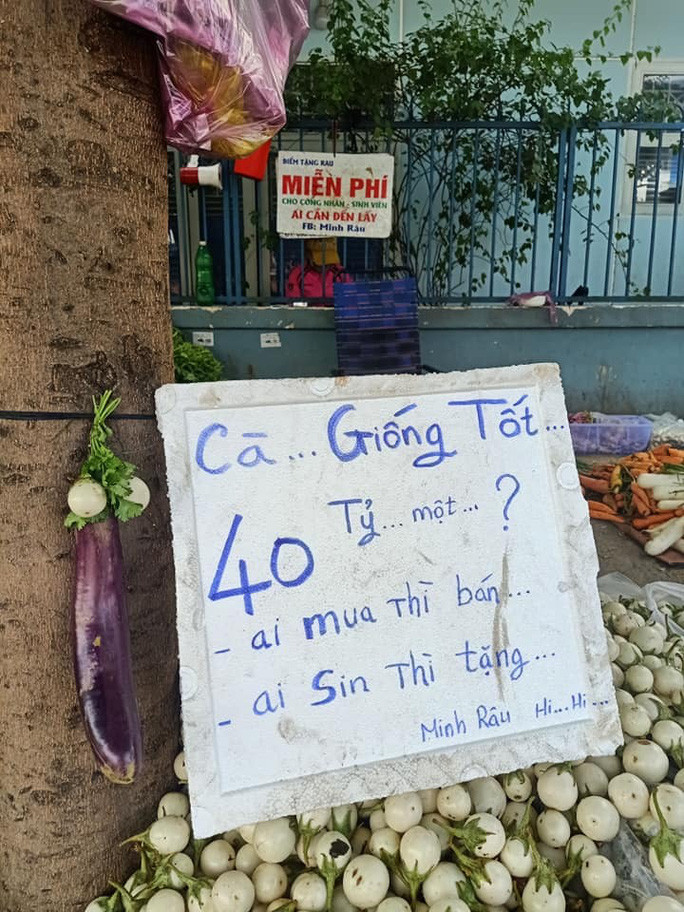 ĐIỂM TẶNG RAU
MIỄN PHÍ
CHO CÔNG NHÂN - SINH VIÊN
AI CẦN ĐẾN LẤY
FB: Minh Râu
Cà... Giống Tốt...
40 Tỷ... một... ?
- ai mua Thì bán...
- ai Sin Thì tặng...
Minh Râu Hi...Hi...